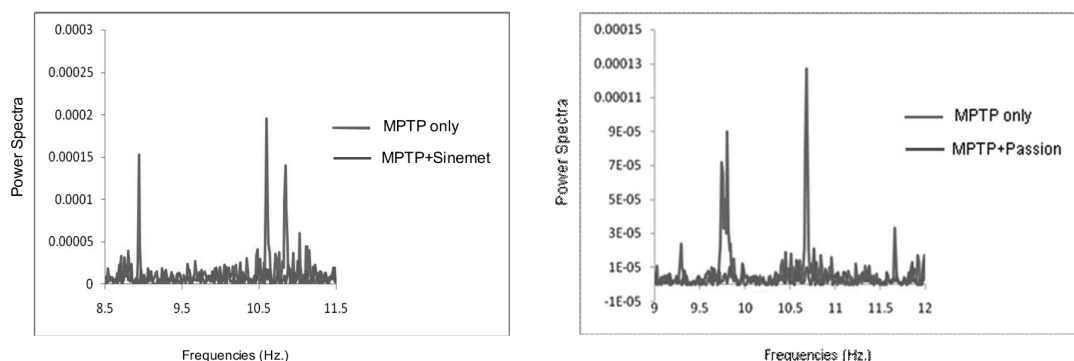 0.0003
0.00025
0.0002
0.00015
0.0001
0.00005
0
8.5 9.5 10.5 11.5
Power Spectra
Frequencies (Hz.)
MPTP only
MPTP+Sinemet
0.00015
0.00013
0.00011
9E-05
7E-05
5E-05
3E-05
1E-05
-1E-05
9 9.5 10 10.5 11 11.5 12
Power Spectra
Frequencies (Hz.)
MPTP only
MPTP+Passion